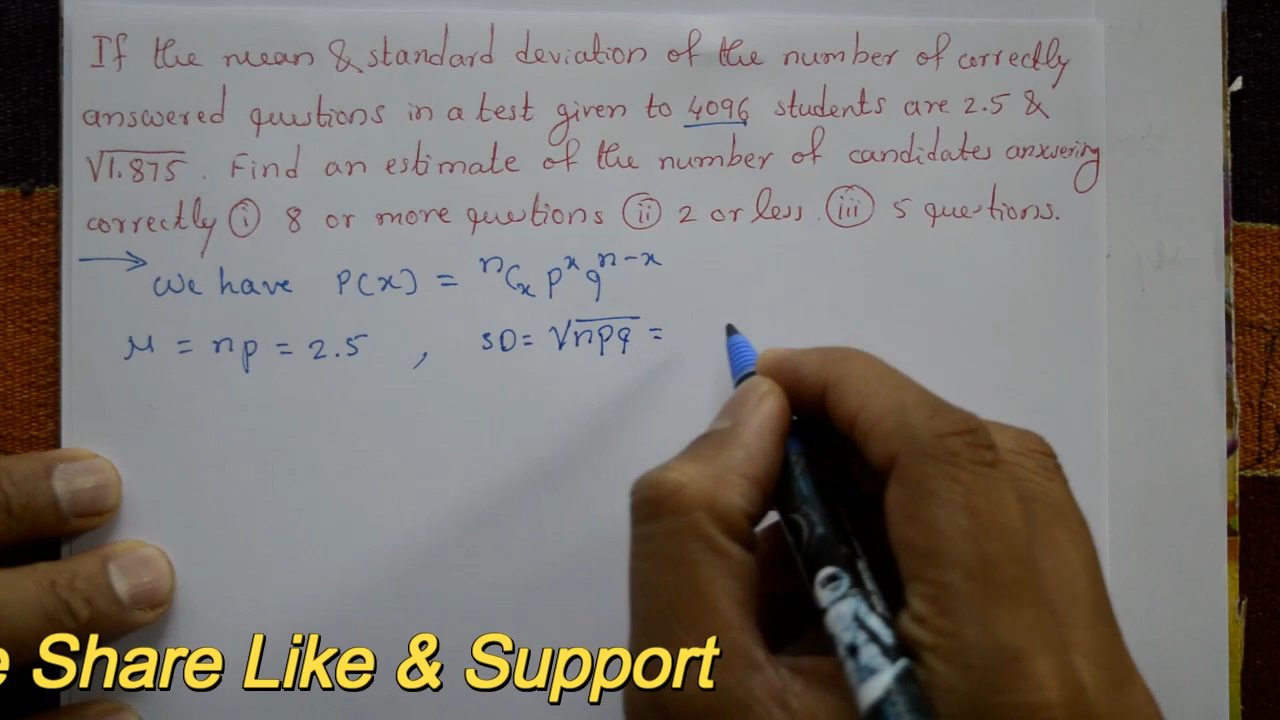 If the mean & standard deviation of the number of correctly
answered questions in a test given to 4096 students are 2.5 &
√1.875. Find an estimate of the number of candidates answering
correctly (i) 8 or more questions (ii) 2 or less. (iii) 5 questions.
→ We have P(x) = ⁿCₓ pˣ qⁿ⁻ˣ
μ = np = 2.5 , SD = √npq =
e Share Like & Support